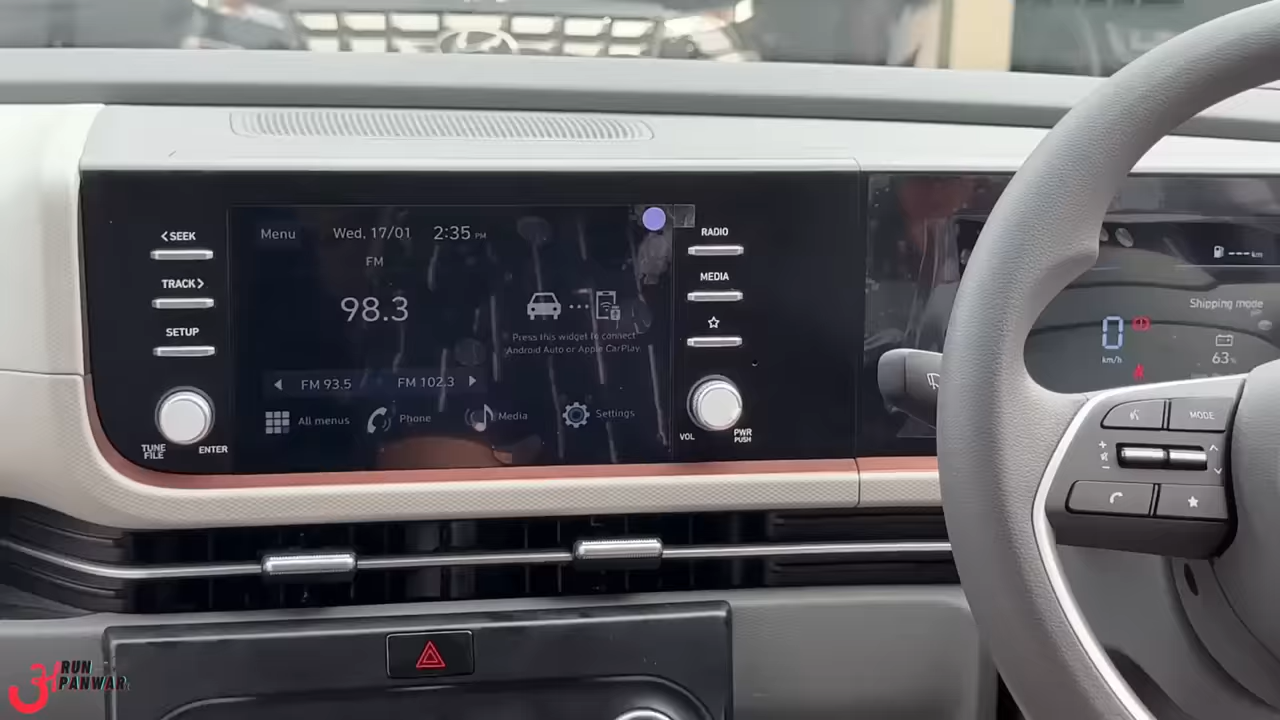 <SEEK
TRACK>
SETUP
TUNE
FILE
ENTER
Menu
Wed, 17/01
2:35 PM
FM
98.3
Press this widget to connect
Android Auto or Apple CarPlay.
FM 93.5
FM 102.3
All menus
Phone
Media
Settings
RADIO
MEDIA
VOL
PWR
PUSH
--- km
Shipping mode
0
km/h
63%
MODE
+
-
RUN
PANWAR